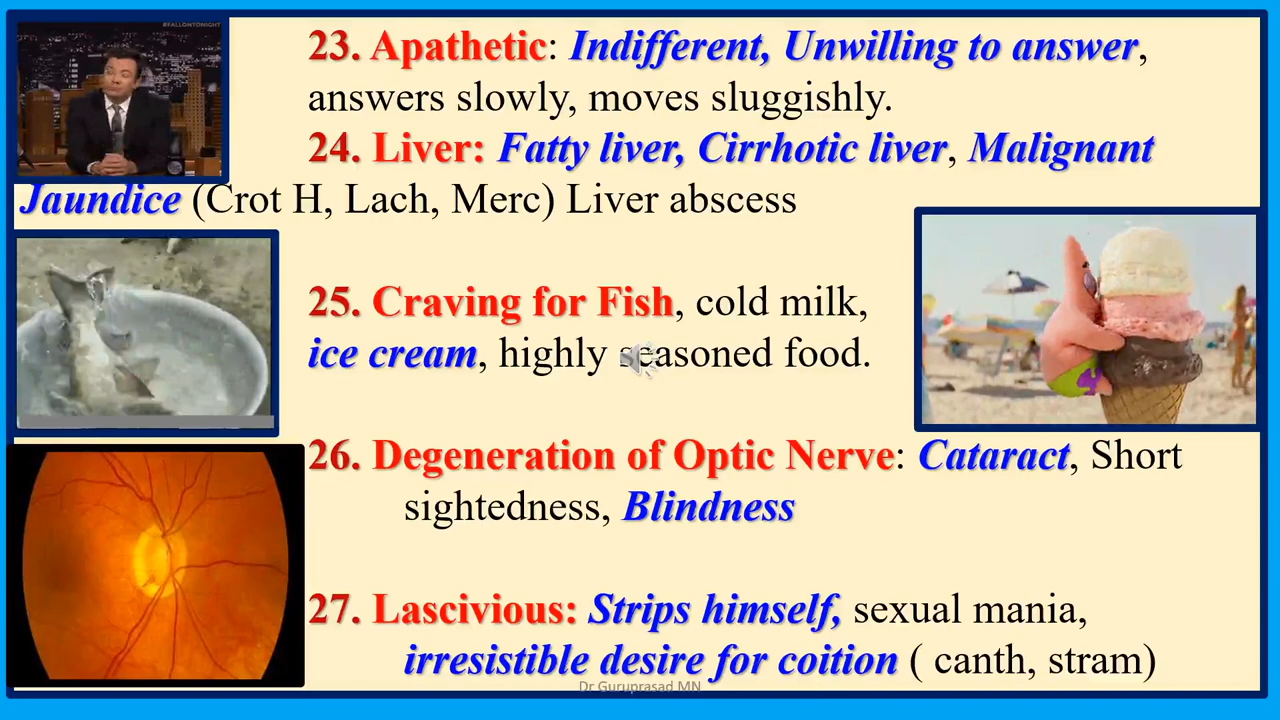 #FALLONTONIGHT
23. Apathetic: Indifferent, Unwilling to answer,
answers slowly, moves sluggishly.
24. Liver: Fatty liver, Cirrhotic liver, Malignant
Jaundice (Crot H, Lach, Merc) Liver abscess
25. Craving for Fish, cold milk,
ice cream, highly seasoned food.
26. Degeneration of Optic Nerve: Cataract, Short
sightedness, Blindness
27. Lascivious: Strips himself, sexual mania,
irresistible desire for coition ( canth, stram)
Dr Guruprasad MN